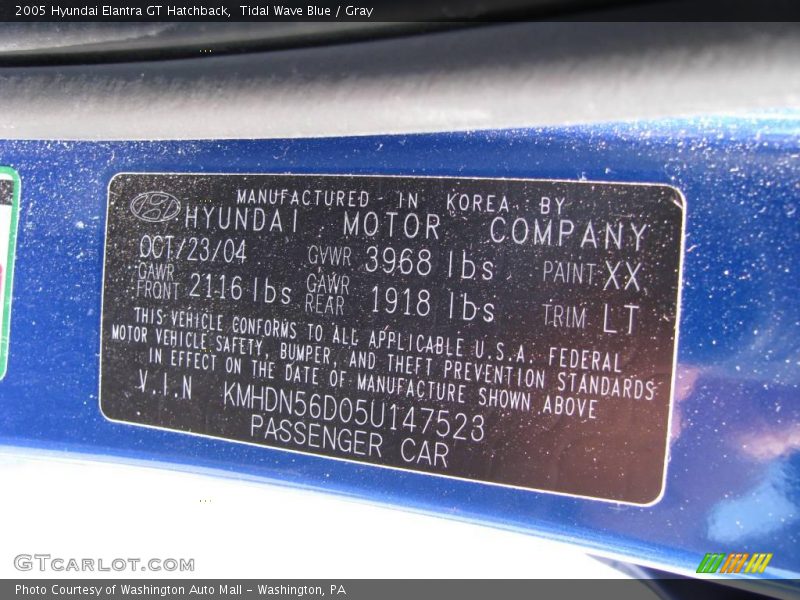 2005 Hyundai Elantra GT Hatchback,  Tidal Wave Blue / Gray
MANUFACTURED IN KOREA BY
HYUNDAI MOTOR COMPANY
OCT/23/04 GVWR 3968 lbs PAINT XX
GAWR FRONT 2116 lbs GAWR REAR 1918 lbs TRIM LT
THIS VEHICLE CONFORMS TO ALL APPLICABLE U.S.A. FEDERAL
MOTOR VEHICLE SAFETY, BUMPER, AND THEFT PREVENTION STANDARDS
IN EFFECT ON THE DATE OF MANUFACTURE SHOWN ABOVE
V.I.N KMHDN56D05U147523
PASSENGER CAR
GTCARLOT.COM
Photo Courtesy of Washington Auto Mall - Washington, PA